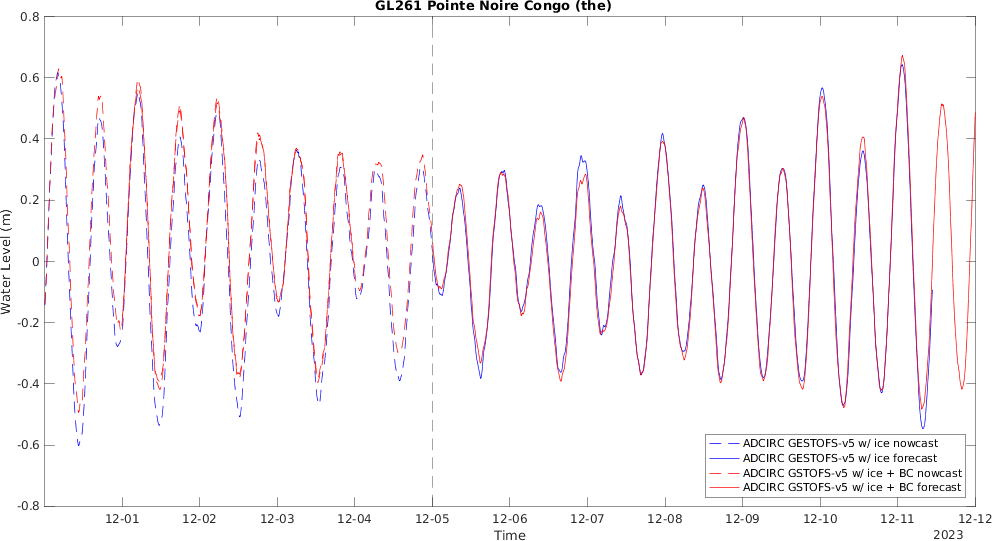 GL261 Pointe Noire Congo (the)
0.8
0.6
0.4
0.2
0
-0.2
-0.4
-0.6
-0.8
Water Level (m)
12-01 12-02 12-03 12-04 12-05 12-06 12-07 12-08 12-09 12-10 12-11 12-12
Time
2023
ADCIRC GESTOFS-v5 w/ ice nowcast
ADCIRC GESTOFS-v5 w/ ice forecast
ADCIRC GSTOFS-v5 w/ ice + BC nowcast
ADCIRC GSTOFS-v5 w/ ice + BC forecast